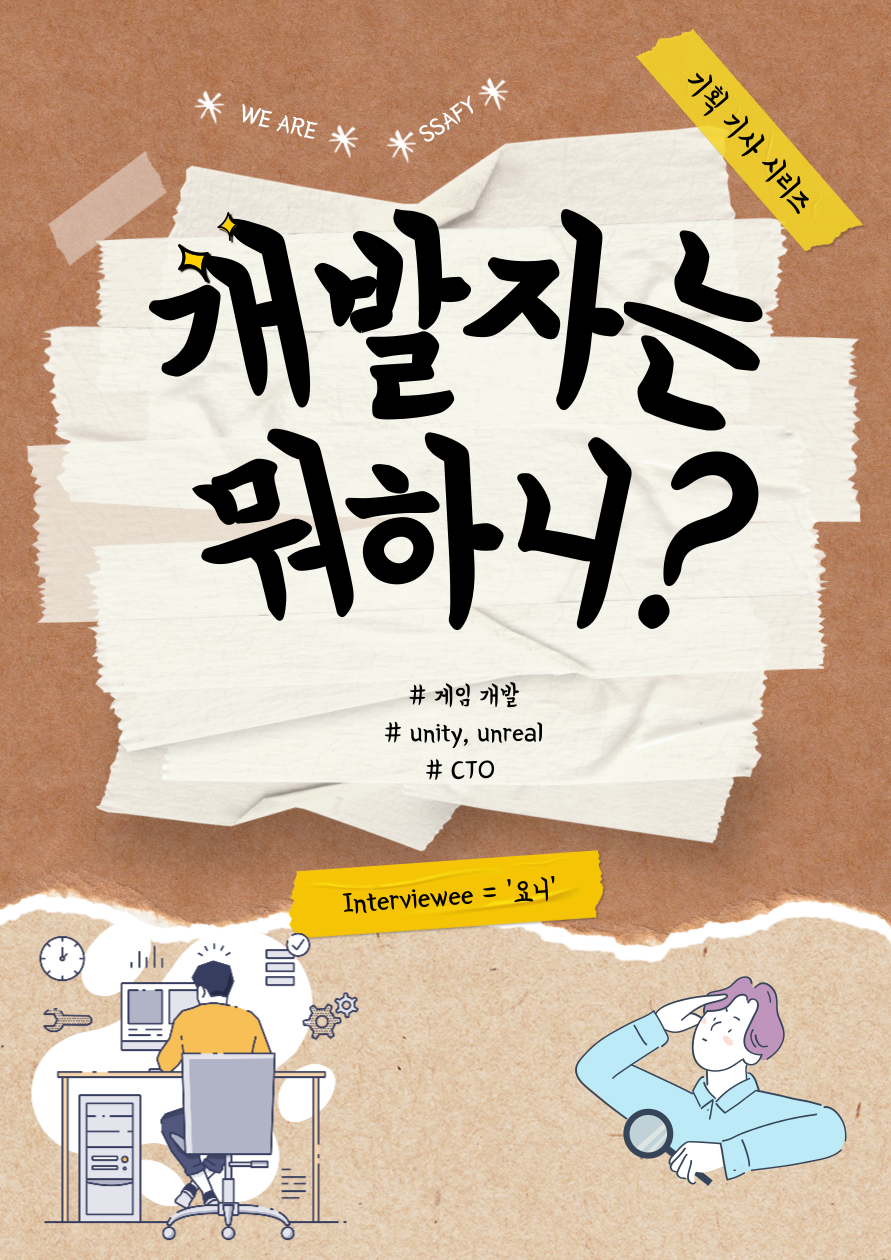 WE ARE SSAFY
기획 기사 시리즈
개발자는
뭐하니?
# 게임 개발
# unity, unreal
# CTO
Interviewee = '요니'